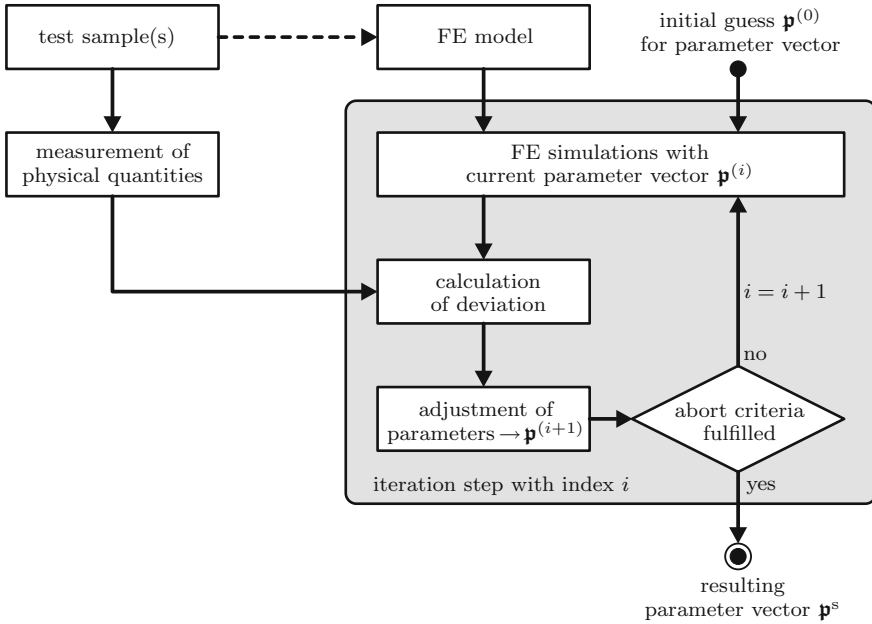 test sample(s)
FE model
initial guess 𝖕^(0)
for parameter vector
measurement of
physical quantities
FE simulations with
current parameter vector 𝖕^(i)
calculation
of deviation
i = i + 1
no
adjustment of
parameters → 𝖕^(i+1)
abort criteria
fulfilled
iteration step with index i
yes
resulting
parameter vector 𝖕^s